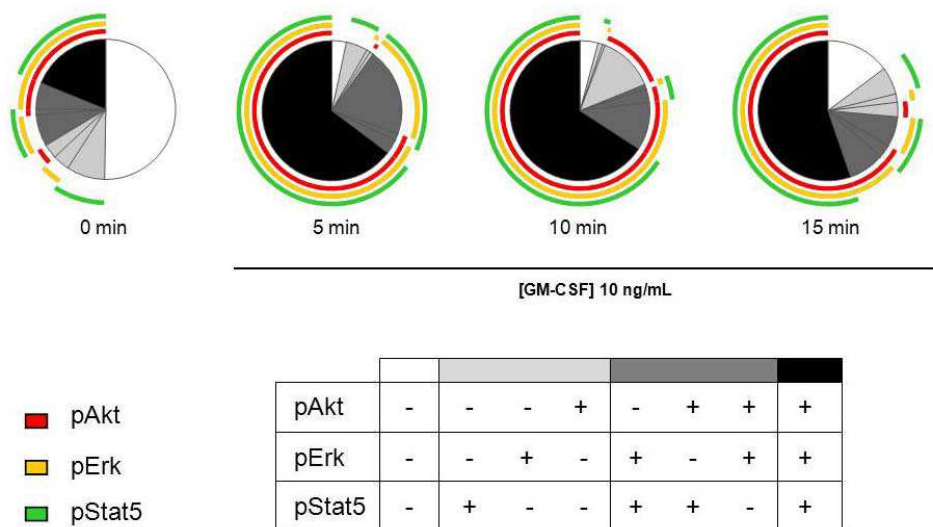 0 min 5 min 10 min 15 min
[GM-CSF] 10 ng/mL
pAkt
pErk
pStat5
pAkt - - - + - + + +
pErk - - + - + - + +
pStat5 - + - - + + - +